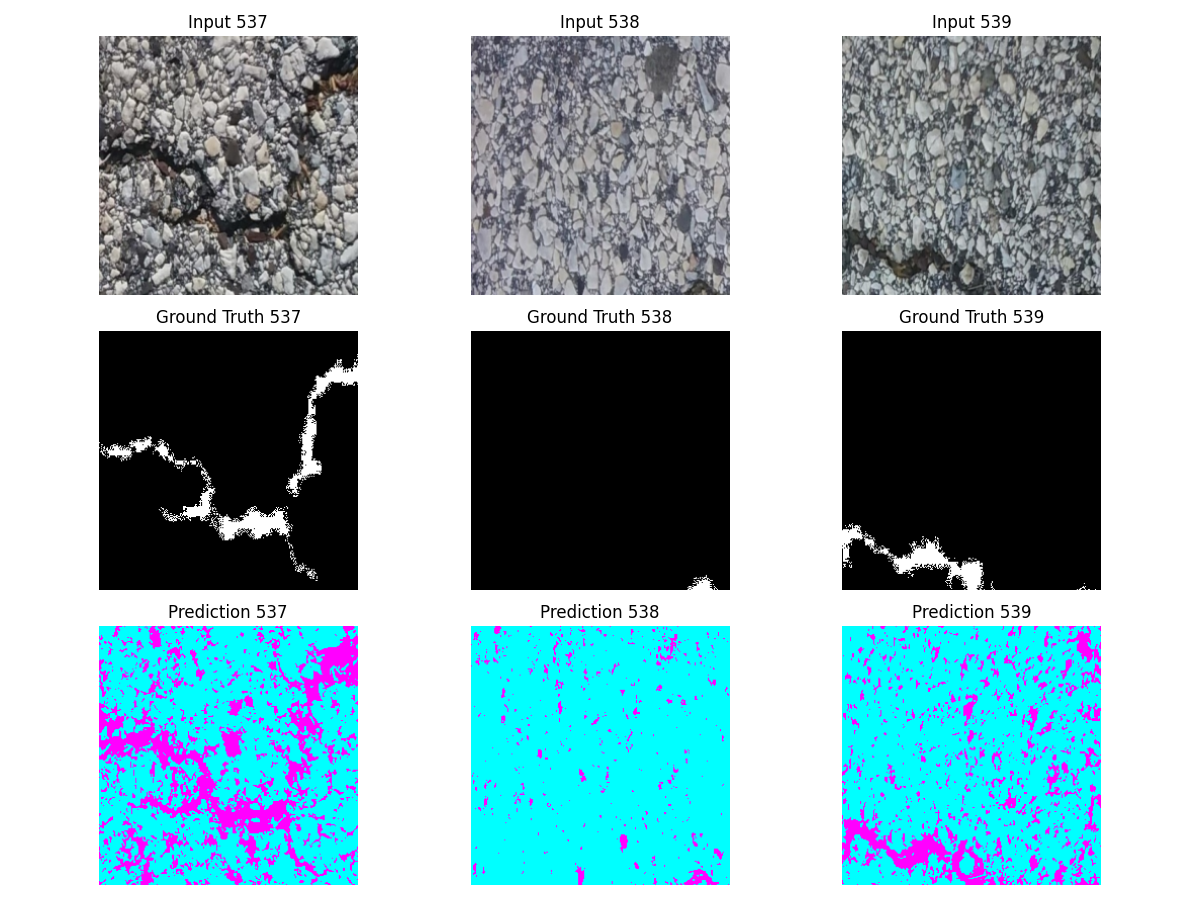 Input 537
Input 538
Input 539
Ground Truth 537
Ground Truth 538
Ground Truth 539
Prediction 537
Prediction 538
Prediction 539